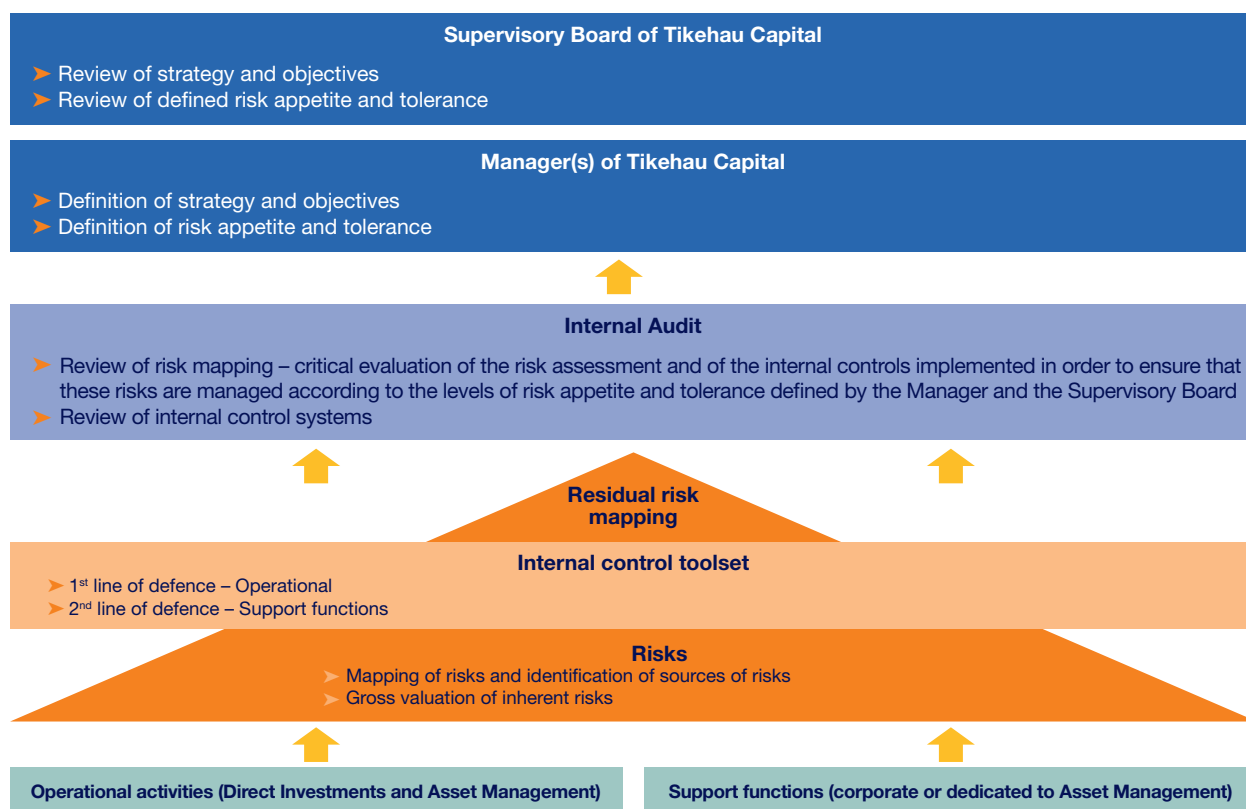 Supervisory Board of Tikehau Capital
➤ Review of strategy and objectives
➤ Review of defined risk appetite and tolerance
Manager(s) of Tikehau Capital
➤ Definition of strategy and objectives
➤ Definition of risk appetite and tolerance
Internal Audit
➤ Review of risk mapping – critical evaluation of the risk assessment and of the internal controls implemented in order to ensure that
these risks are managed according to the levels of risk appetite and tolerance defined by the Manager and the Supervisory Board
➤ Review of internal control systems
Residual risk
mapping
Internal control toolset
➤ 1st line of defence – Operational
➤ 2nd line of defence – Support functions
Risks
➤ Mapping of risks and identification of sources of risks
➤ Gross valuation of inherent risks
Operational activities (Direct Investments and Asset Management)
Support functions (corporate or dedicated to Asset Management)